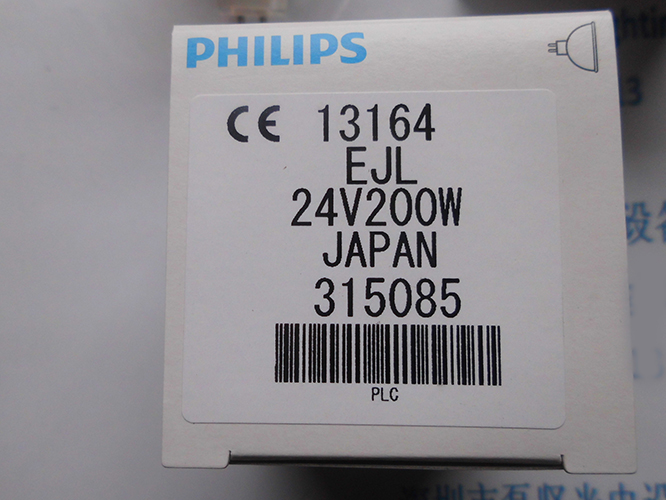 PHILIPS
CE 13164
EJL
24V200W
JAPAN
315085
PLC